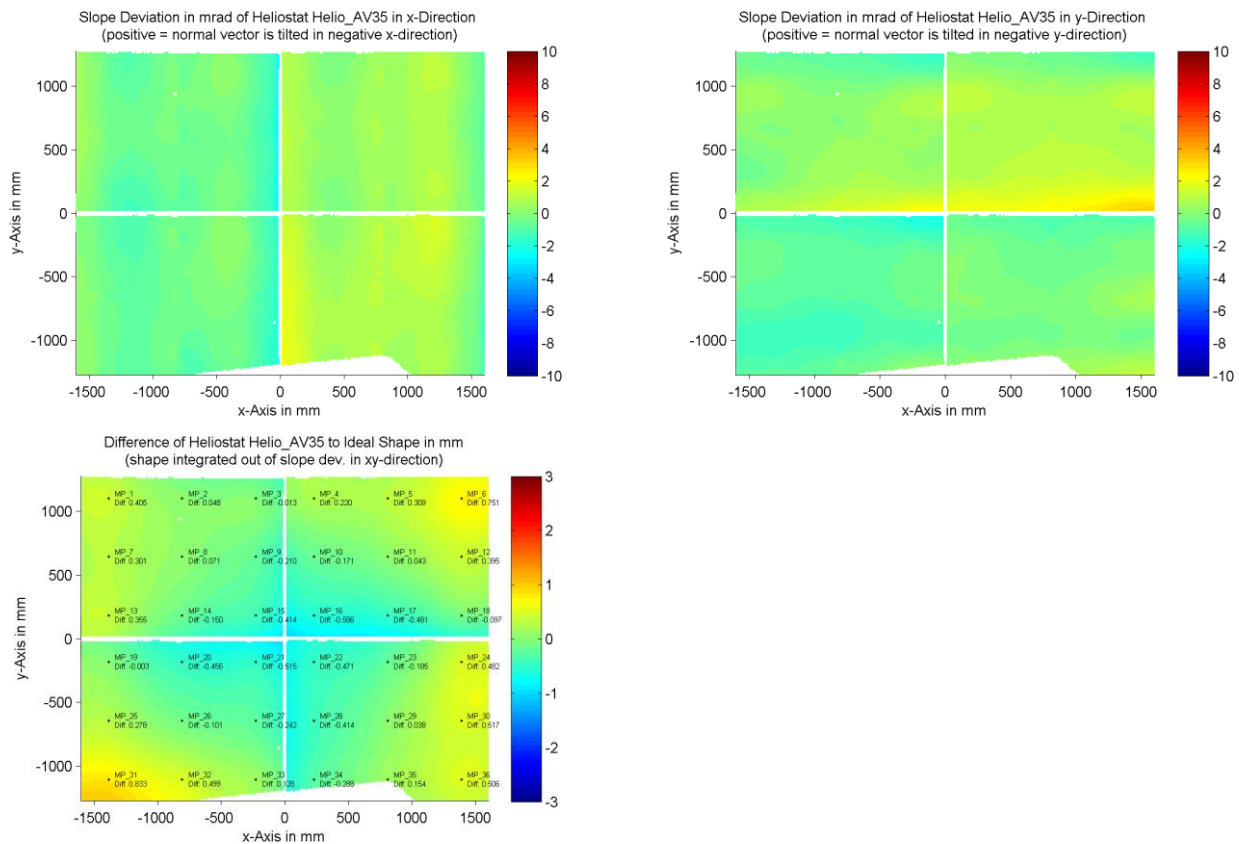 Slope Deviation in mrad of Heliostat Helio_AV35 in x-Direction
(positive = normal vector is tilted in negative x-direction)
1000
500
0
-500
-1000
y-Axis in mm
-1500 -1000 -500 0 500 1000 1500
x-Axis in mm
10
8
6
4
2
0
-2
-4
-6
-8
-10
Slope Deviation in mrad of Heliostat Helio_AV35 in y-Direction
(positive = normal vector is tilted in negative y-direction)
1000
500
0
-500
-1000
y-Axis in mm
-1500 -1000 -500 0 500 1000 1500
x-Axis in mm
10
8
6
4
2
0
-2
-4
-6
-8
-10
Difference of Heliostat Helio_AV35 to Ideal Shape in mm
(shape integrated out of slope dev. in xy-direction)
1000
500
0
-500
-1000
y-Axis in mm
MP_1 MP_2 MP_3 MP_4 MP_5 MP_6
Diff: 0.405 Diff: 0.048 Diff: -0.013 Diff: 0.220 Diff: 0.309 Diff: 0.751
MP_7 MP_8 MP_9 MP_10 MP_11 MP_12
Diff: 0.301 Diff: 0.071 Diff: -0.210 Diff: -0.171 Diff: 0.043 Diff: 0.395
MP_13 MP_14 MP_15 MP_16 MP_17 MP_18
Diff: 0.355 Diff: -0.150 Diff: -0.414 Diff: -0.586 Diff: -0.481 Diff: -0.097
MP_19 MP_20 MP_21 MP_22 MP_23 MP_24
Diff: -0.003 Diff: -0.456 Diff: -0.515 Diff: -0.471 Diff: -0.185 Diff: 0.482
MP_25 MP_26 MP_27 MP_28 MP_29 MP_30
Diff: 0.278 Diff: -0.101 Diff: -0.242 Diff: -0.414 Diff: 0.038 Diff: 0.517
MP_31 MP_32 MP_33 MP_34 MP_35 MP_36
Diff: 0.833 Diff: 0.499 Diff: 0.128 Diff: -0.289 Diff: 0.154 Diff: 0.506
-1500 -1000 -500 0 500 1000 1500
x-Axis in mm
3
2
1
0
-1
-2
-3